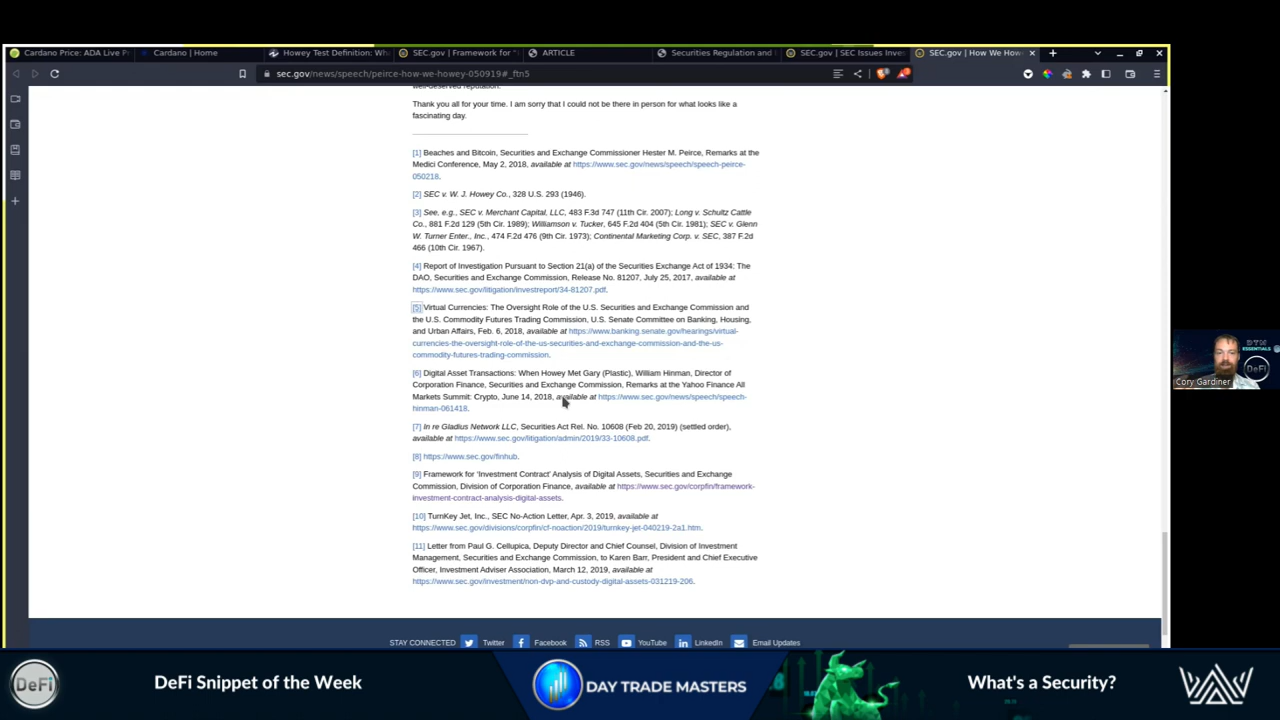 Cardano Price: ADA Live Pr
Cardano | Home
Howey Test Definition: Wha
SEC.gov | Framework for "
ARTICLE
Securities Regulation and
SEC.gov | SEC Issues Inves
SEC.gov | How We How
sec.gov/news/speech/peirce-how-we-howey-050919#_ftn5
well-deserved reputation.
Thank you all for your time. I am sorry that I could not be there in person for what looks like a
fascinating day.
[1] Beaches and Bitcoin, Securities and Exchange Commissioner Hester M. Peirce, Remarks at the
Medici Conference, May 2, 2018, available at https://www.sec.gov/news/speech/speech-peirce-
050218.
[2] SEC v. W. J. Howey Co., 328 U.S. 293 (1946).
[3] See, e.g., SEC v. Merchant Capital, LLC, 483 F.3d 747 (11th Cir. 2007); Long v. Schultz Cattle
Co., 881 F.2d 129 (5th Cir. 1989); Williamson v. Tucker, 645 F.2d 404 (5th Cir. 1981); SEC v. Glenn
W. Turner Enter., Inc., 474 F.2d 476 (9th Cir. 1973); Continental Marketing Corp. v. SEC, 387 F.2d
466 (10th Cir. 1967).
[4] Report of Investigation Pursuant to Section 21(a) of the Securities Exchange Act of 1934: The
DAO, Securities and Exchange Commission, Release No. 81207, July 25, 2017, available at
https://www.sec.gov/litigation/investreport/34-81207.pdf.
[5] Virtual Currencies: The Oversight Role of the U.S. Securities and Exchange Commission and
the U.S. Commodity Futures Trading Commission, U.S. Senate Committee on Banking, Housing,
and Urban Affairs, Feb. 6, 2018, available at https://www.banking.senate.gov/hearings/virtual-
currencies-the-oversight-role-of-the-us-securities-and-exchange-commission-and-the-us-
commodity-futures-trading-commission.
[6] Digital Asset Transactions: When Howey Met Gary (Plastic), William Hinman, Director of
Corporation Finance, Securities and Exchange Commission, Remarks at the Yahoo Finance All
Markets Summit: Crypto, June 14, 2018, available at https://www.sec.gov/news/speech/speech-
hinman-061418.
[7] In re Gladius Network LLC, Securities Act Rel. No. 10608 (Feb 20, 2019) (settled order),
available at https://www.sec.gov/litigation/admin/2019/33-10608.pdf.
[8] https://www.sec.gov/finhub.
[9] Framework for 'Investment Contract' Analysis of Digital Assets, Securities and Exchange
Commission, Division of Corporation Finance, available at https://www.sec.gov/corpfin/framework-
investment-contract-analysis-digital-assets.
[10] TurnKey Jet, Inc., SEC No-Action Letter, Apr. 3, 2019, available at
https://www.sec.gov/divisions/corpfin/cf-noaction/2019/turnkey-jet-040219-2a1.htm.
[11] Letter from Paul G. Cellupica, Deputy Director and Chief Counsel, Division of Investment
Management, Securities and Exchange Commission, to Karen Barr, President and Chief Executive
Officer, Investment Adviser Association, March 12, 2019, available at
https://www.sec.gov/investment/non-dvp-and-custody-digital-assets-031219-206.
STAY CONNECTED Twitter Facebook RSS YouTube LinkedIn Email Updates
DTM
ESSENTIALS
DeFi
Cory Gardiner
DeFi
DeFi Snippet of the Week
DAY TRADE MASTERS
What's a Security?